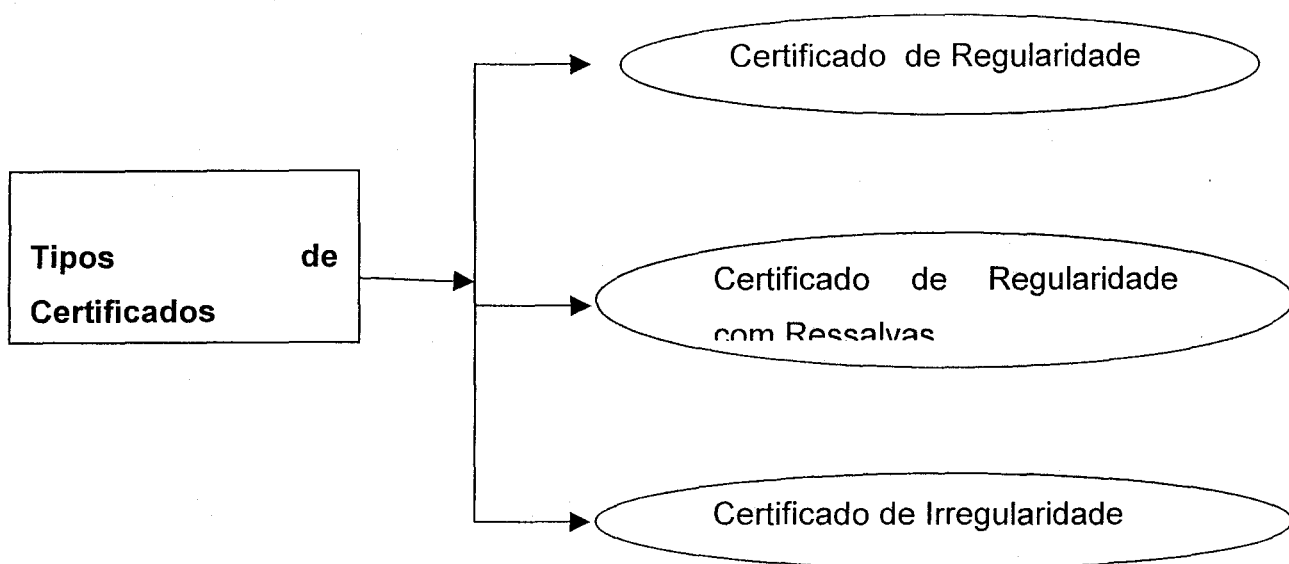 Certificado de Regularidade
Tipos de
Certificados
Certificado de Regularidade
com Ressalvas
Certificado de Irregularidade